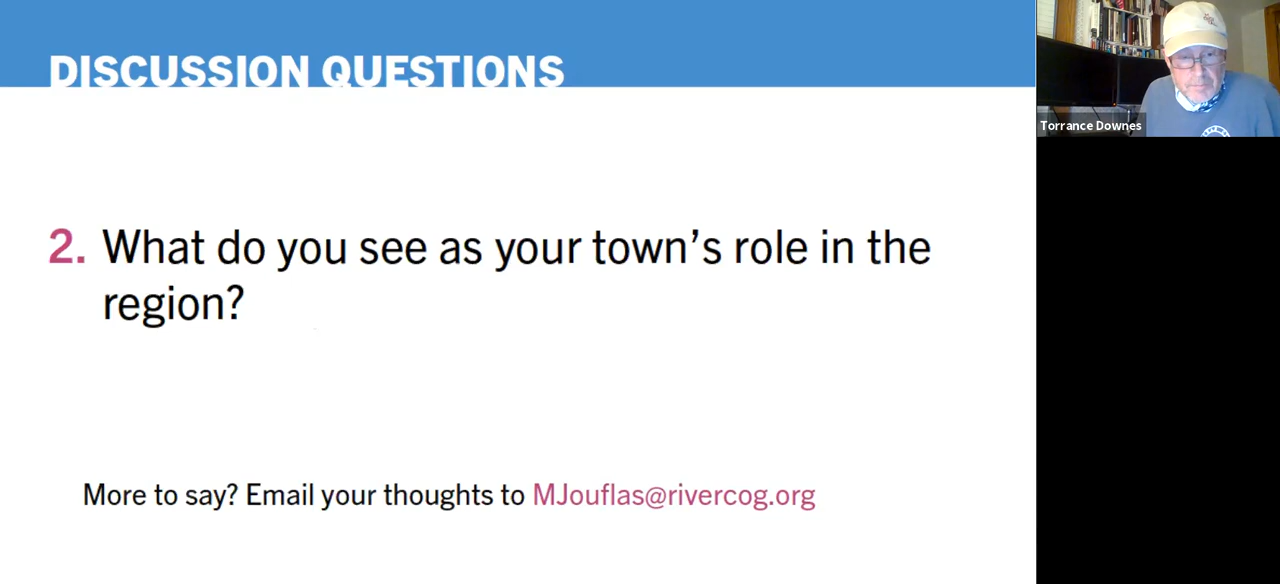 DISCUSSION QUESTIONS
2. What do you see as your town’s role in the
region?
More to say? Email your thoughts to MJouflas@rivercog.org
Torrance Downes